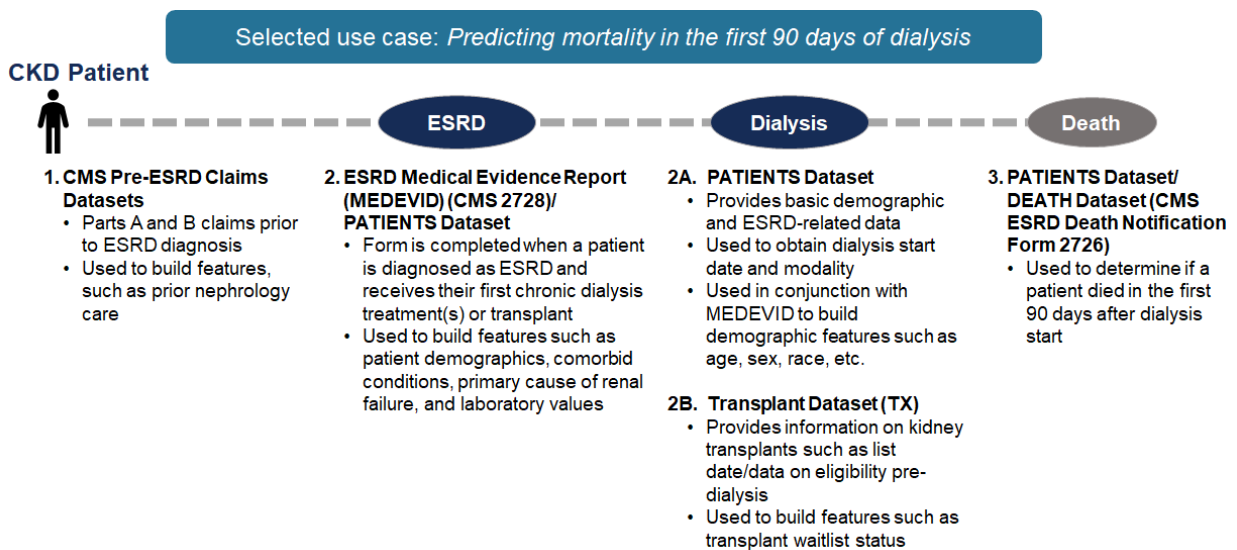 Selected use case: Predicting mortality in the first 90 days of dialysis
CKD Patient
ESRD
Dialysis
Death
1. CMS Pre-ESRD Claims
Datasets
• Parts A and B claims prior
to ESRD diagnosis
• Used to build features,
such as prior nephrology
care
2. ESRD Medical Evidence Report
(MEDEVID) (CMS 2728)/
PATIENTS Dataset
• Form is completed when a patient
is diagnosed as ESRD and
receives their first chronic dialysis
treatment(s) or transplant
• Used to build features such as
patient demographics, comorbid
conditions, primary cause of renal
failure, and laboratory values
2A. PATIENTS Dataset
• Provides basic demographic
and ESRD-related data
• Used to obtain dialysis start
date and modality
• Used in conjunction with
MEDEVID to build
demographic features such as
age, sex, race, etc.
2B. Transplant Dataset (TX)
• Provides information on kidney
transplants such as list
date/data on eligibility pre-
dialysis
• Used to build features such as
transplant waitlist status
3. PATIENTS Dataset/
DEATH Dataset (CMS
ESRD Death Notification
Form 2726)
• Used to determine if a
patient died in the first
90 days after dialysis
start